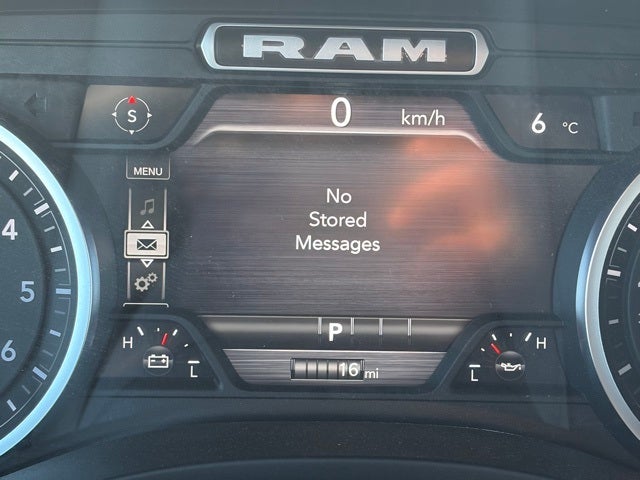 RAM
S
0 km/h
6 °C
MENU
No
Stored
Messages
4
5
6
P
H
L
H
L
16 mi